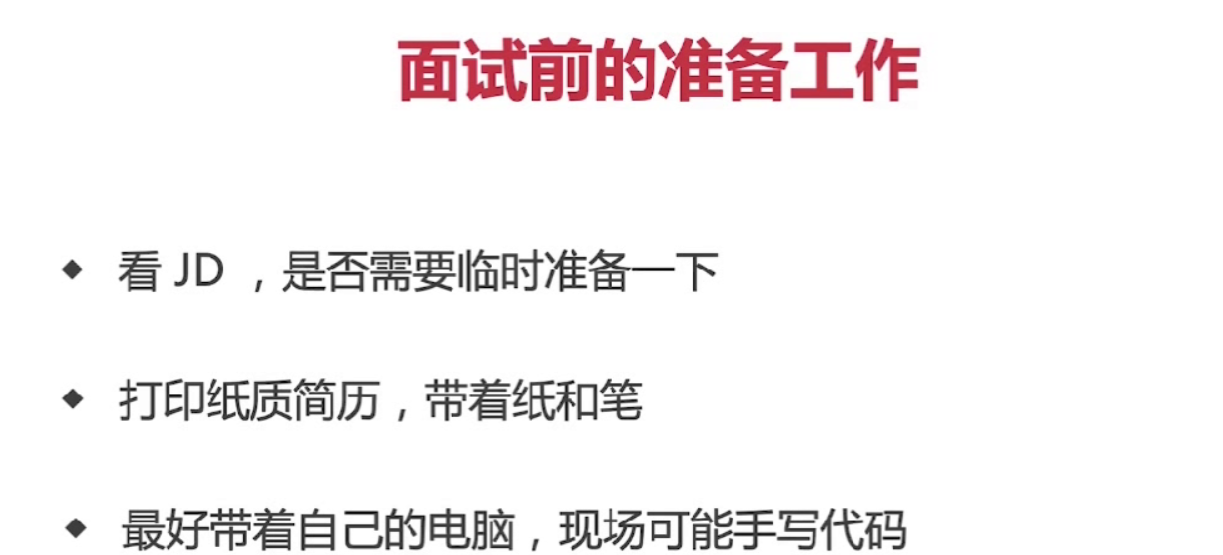 面试前的准备工作
◆ 看 JD ，是否需要临时准备一下
◆ 打印纸质简历，带着纸和笔
◆ 最好带着自己的电脑，现场可能手写代码